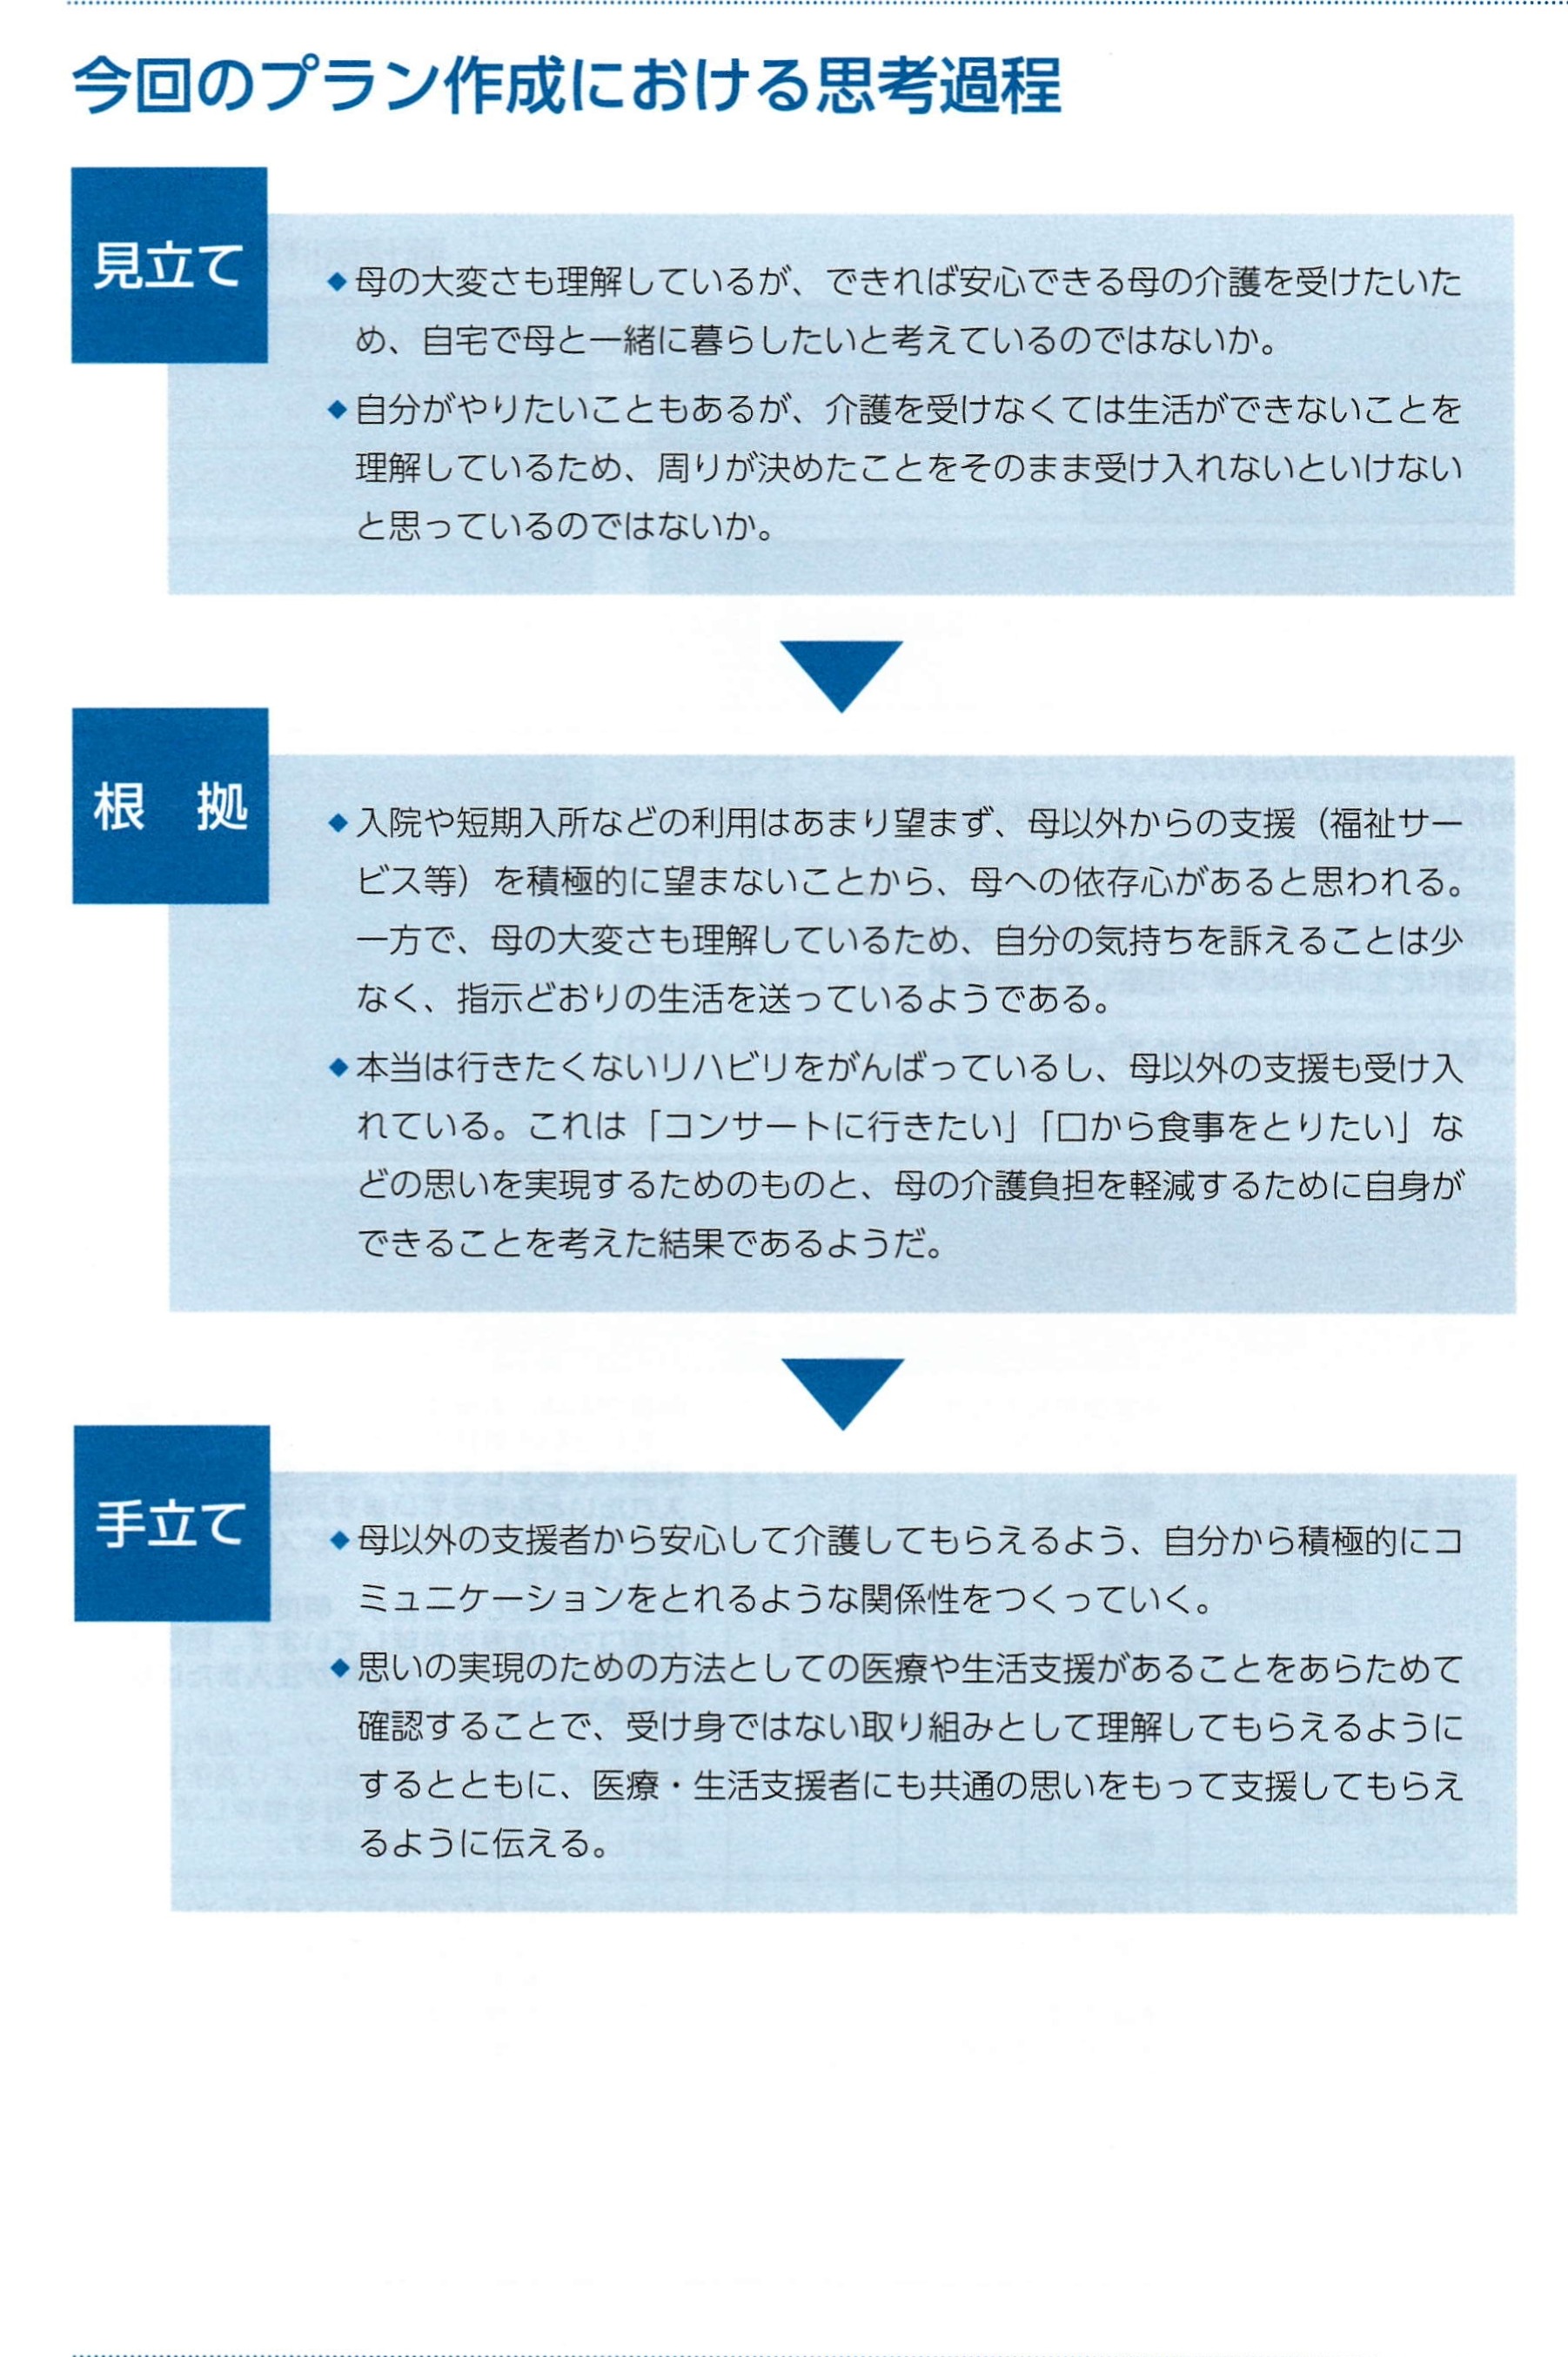 今回のプラン作成における思考過程
見立て
◆母の大変さも理解しているが、できれば安心できる母の介護を受けたいた
め、自宅で母と一緒に暮らしたいと考えているのではないか。
◆自分がやりたいこともあるが、介護を受けなくては生活ができないことを
理解しているため、周りが決めたことをそのまま受け入れないといけない
と思っているのではないか。
根　拠
◆入院や短期入所などの利用はあまり望まず、母以外からの支援（福祉サー
ビス等）を積極的に望まないことから、母への依存心があると思われる。
一方で、母の大変さも理解しているため、自分の気持ちを訴えることは少
なく、指示どおりの生活を送っているようである。
◆本当は行きたくないリハビリをがんばっているし、母以外の支援も受け入
れている。これは「コンサートに行きたい」「口から食事をとりたい」な
どの思いを実現するためのものと、母の介護負担を軽減するために自身が
できることを考えた結果であるようだ。
手立て
◆母以外の支援者から安心して介護してもらえるよう、自分から積極的にコ
ミュニケーションをとれるような関係性をつくっていく。
◆思いの実現のための方法としての医療や生活支援があることをあらためて
確認することで、受け身ではない取り組みとして理解してもらえるように
するとともに、医療・生活支援者にも共通の思いをもって支援してもらえ
るように伝える。